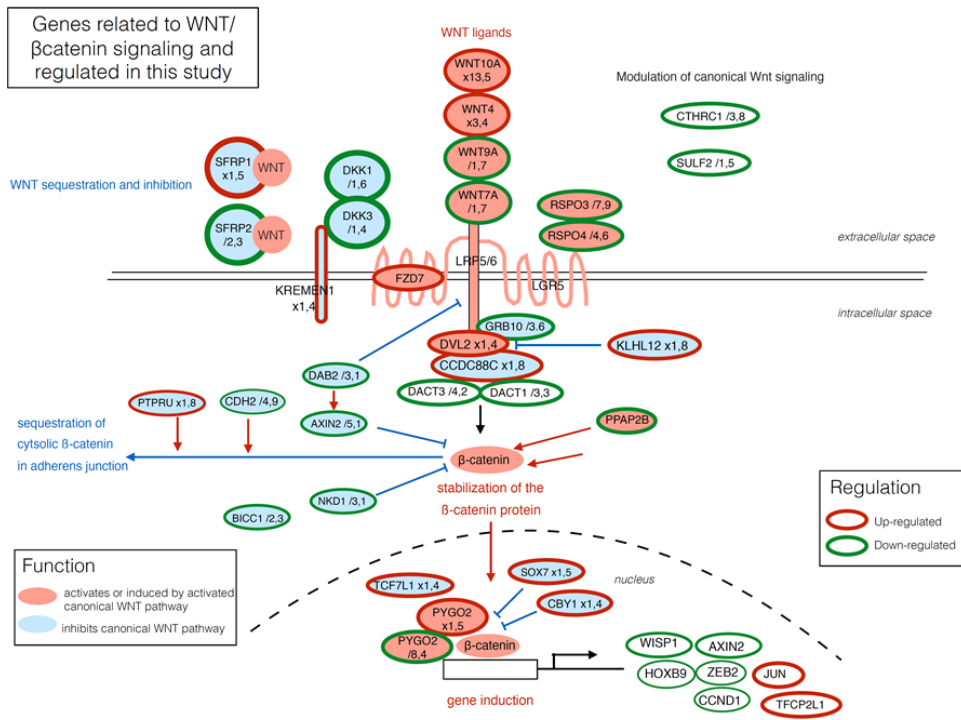 Genes related to WNT/
βcatenin signaling and
regulated in this study
WNT ligands
WNT10A
x13,5
WNT4
x3,4
WNT9A
/1,7
WNT7A
/1,7
Modulation of canonical Wnt signaling
CTHRC1 /3,8
SULF2 /1,5
SFRP1
x1,5
WNT
WNT sequestration and inhibition
DKK1
/1,6
DKK3
/1,4
SFRP2
/2,3
WNT
RSPO3 /7,9
RSPO4 /4,6
extracellular space
LRP5/6
FZD7
LGR5
KREMEN1
x1,4
intracellular space
GRB10 /3.6
DVL2 x1,4
KLHL12 x1,8
CCDC88C x1,8
DAB2 /3,1
DACT3 /4,2
DACT1 /3,3
PTPRU x1,8
CDH2 /4,9
AXIN2 /5,1
PPAP2B
sequestration of
cytsolic ß-catenin
in adherens junction
β-catenin
stabilization of the
ß-catenin protein
NKD1 /3,1
BICC1 /2,3
Regulation
Up-regulated
Down-regulated
Function
activates or induced by activated
canonical WNT pathway
inhibits canonical WNT pathway
nucleus
TCF7L1 x1,4
SOX7 x1,5
CBY1 x1,4
PYGO2
x1,5
PYGO2
/8,4
β-catenin
gene induction
WISP1
AXIN2
HOXB9
ZEB2
JUN
CCND1
TFCP2L1